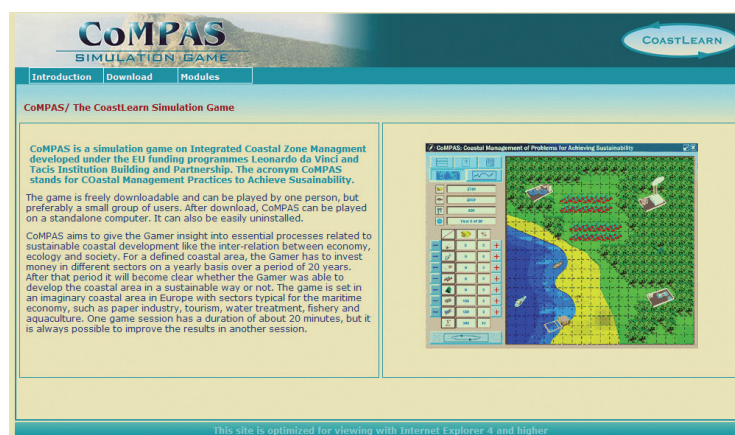 COMPAS
SIMULATION GAME
COASTLEARN
Introduction Download Modules
CoMPAS/ The CoastLearn Simulation Game
CoMPAS is a simulation game on Integrated Coastal Zone Managment
developed under the EU funding programmes Leonardo da Vinci and
Tacis Institution Building and Partnership. The acronym CoMPAS
stands for COastal Management Practices to Achieve Susainability.
The game is freely downloadable and can be played by one person, but
preferably a small group of users. After download, CoMPAS can be played
on a standalone computer. It can also be easily uninstalled.
CoMPAS aims to give the Gamer insight into essential processes related to
sustainable coastal development like the inter-relation between economy,
ecology and society. For a defined coastal area, the Gamer has to invest
money in different sectors on a yearly basis over a period of 20 years.
After that period it will become clear whether the Gamer was able to
develop the coastal area in a sustainable way or not. The game is set in
an imaginary coastal area in Europe with sectors typical for the maritime
economy, such as paper industry, tourism, water treatment, fishery and
aquaculture. One game session has a duration of about 20 minutes, but it
is always possible to improve the results in another session.
CoMPAS: Coastal Management of Problems for Achieving Sustainability
This site is optimized for viewing with Internet Explorer 4 and higher